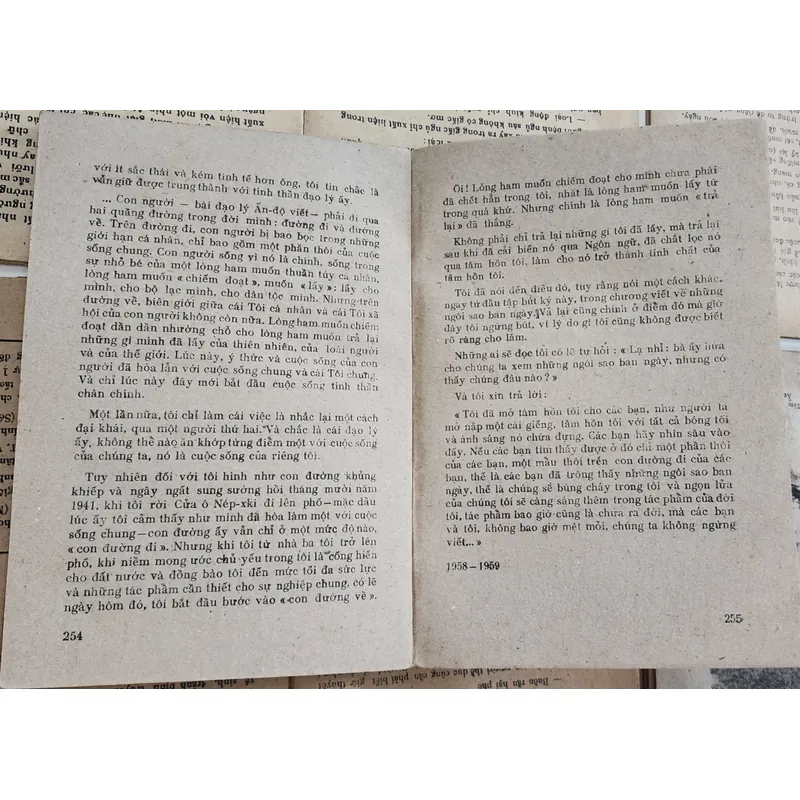 với ít sắc thái và kém tinh tế hơn ông, tôi tin chắc là
vẫn giữ được trung thành với tinh thần đạo lý ấy.
... Con người — bài đạo lý Ấn-độ viết— phải đi qua
hai quãng đường trong đời mình: đường đi và đường
về. Trên đường đi, con người bị bao bọc trong những
giới hạn cá nhân, chỉ bao gồm một phần thôi của cuộc
sống chung. Con người sống vì nó là chính, sống trong
sự nhỏ bé của một lòng ham muốn thuần túy cá nhân,
lòng ham muốn « chiếm đoạt », muốn « lấy »: lấy cho
mình, cho bộ lạc mình, cho dân tộc mình. Nhưng trên
đường về, biên giới giữa cái Tôi cá nhân và cái Tôi xã
hội của con người không còn nữa. Lòng ham muốn chiếm
đoạt dần dần nhường chỗ cho lòng ham muốn trả lại
những gì mình đã lấy của thiên nhiên, của loài người
và của thế giới. Lúc này, ý thức và cuộc sống của con
người đã hòa lẫn với cuộc sống chung và cái Tôi chung.
Và chỉ lúc này đây mới bắt đầu cuộc sống tinh thần
chân chính.
Một lần nữa, tôi chỉ làm cái việc là nhắc lại một cách
đại khái, qua một người thứ hai. Và chắc là cái đạo lý
ấy, không thể nào ăn khớp từng điểm một với cuộc sống
của chúng ta, nó là cuộc sống của riêng tôi.
Tuy nhiên đối với tôi hình như con đường khủng
khiếp và ngây ngất sung sướng hồi tháng mười năm
1941, khi tôi rời Cửa ô Nép-xki đi lên phố—mặc dầu
lúc ấy tôi cảm thấy như mình đã hòa làm một với cuộc
sống chung—con đường ấy vẫn chỉ ở một mức độ nào,
« con đường đi ». Nhưng khi tôi từ nhà ba tôi trở lên
phố, khi niềm mong ước chủ yếu trong tôi là cống hiến
cho đất nước và đồng bào tôi đến mức tối đa sức lực
và những tác phẩm cần thiết cho sự nghiệp chung, có lẽ
ngày hôm đó, tôi bắt đầu bước vào « con đường về ».
254
Ôi! Lòng ham muốn chiếm đoạt cho mình chưa phải
đã chết hẳn trong tôi, nhất là lòng ham muốn lấy từ
trong quá khứ. Nhưng chính là lòng ham muốn « trả
lại » đã thắng.
Không phải chỉ trả lại những gì tôi đã lấy, mà trả lại
sau khi đã cải biến nó qua Ngôn ngữ, đã chắt lọc nó
qua tâm hồn tôi, làm cho nó trở thành tinh chất của
tâm hồn tôi.
Tôi đã nói đến điều đó, tuy rằng nói một cách khác,
ngay từ đầu tập bút ký này, trong chương viết về những
ngôi sao ban ngày. Và lại cũng chính ở điểm đó mà giờ
đây tôi ngừng bút, vì lý do gì tôi cũng không được biết
rõ ràng cho lắm.
Những ai sẽ đọc tôi có lẽ tự hỏi: « Lạ nhỉ: bà ấy hứa
cho chúng ta xem những ngôi sao ban ngày, nhưng có
thấy chúng đâu nào? »
Và tôi xin trả lời:
« Tôi đã mở tâm hồn tôi cho các bạn, như người ta
mở nắp một cái giếng, tâm hồn tôi với tất cả bóng tối
và ánh sáng nó chứa đựng. Các bạn hãy nhìn sâu vào
đấy. Nếu các bạn tìm thấy được ở đó chỉ một phần thôi
của các bạn, một mẩu thôi trên con đường đi của các
bạn, thế là các bạn đã trông thấy những ngôi sao ban
ngày, thế là chúng sẽ bùng cháy trong tôi và ngọn lửa
của chúng tôi sẽ càng sáng thêm trong tác phẩm của đời
tôi, tác phẩm bao giờ cũng là chưa ra đời, mà các bạn
và tôi, không bao giờ mệt mỏi, chúng ta không ngừng
viết...»
1958—1959
255